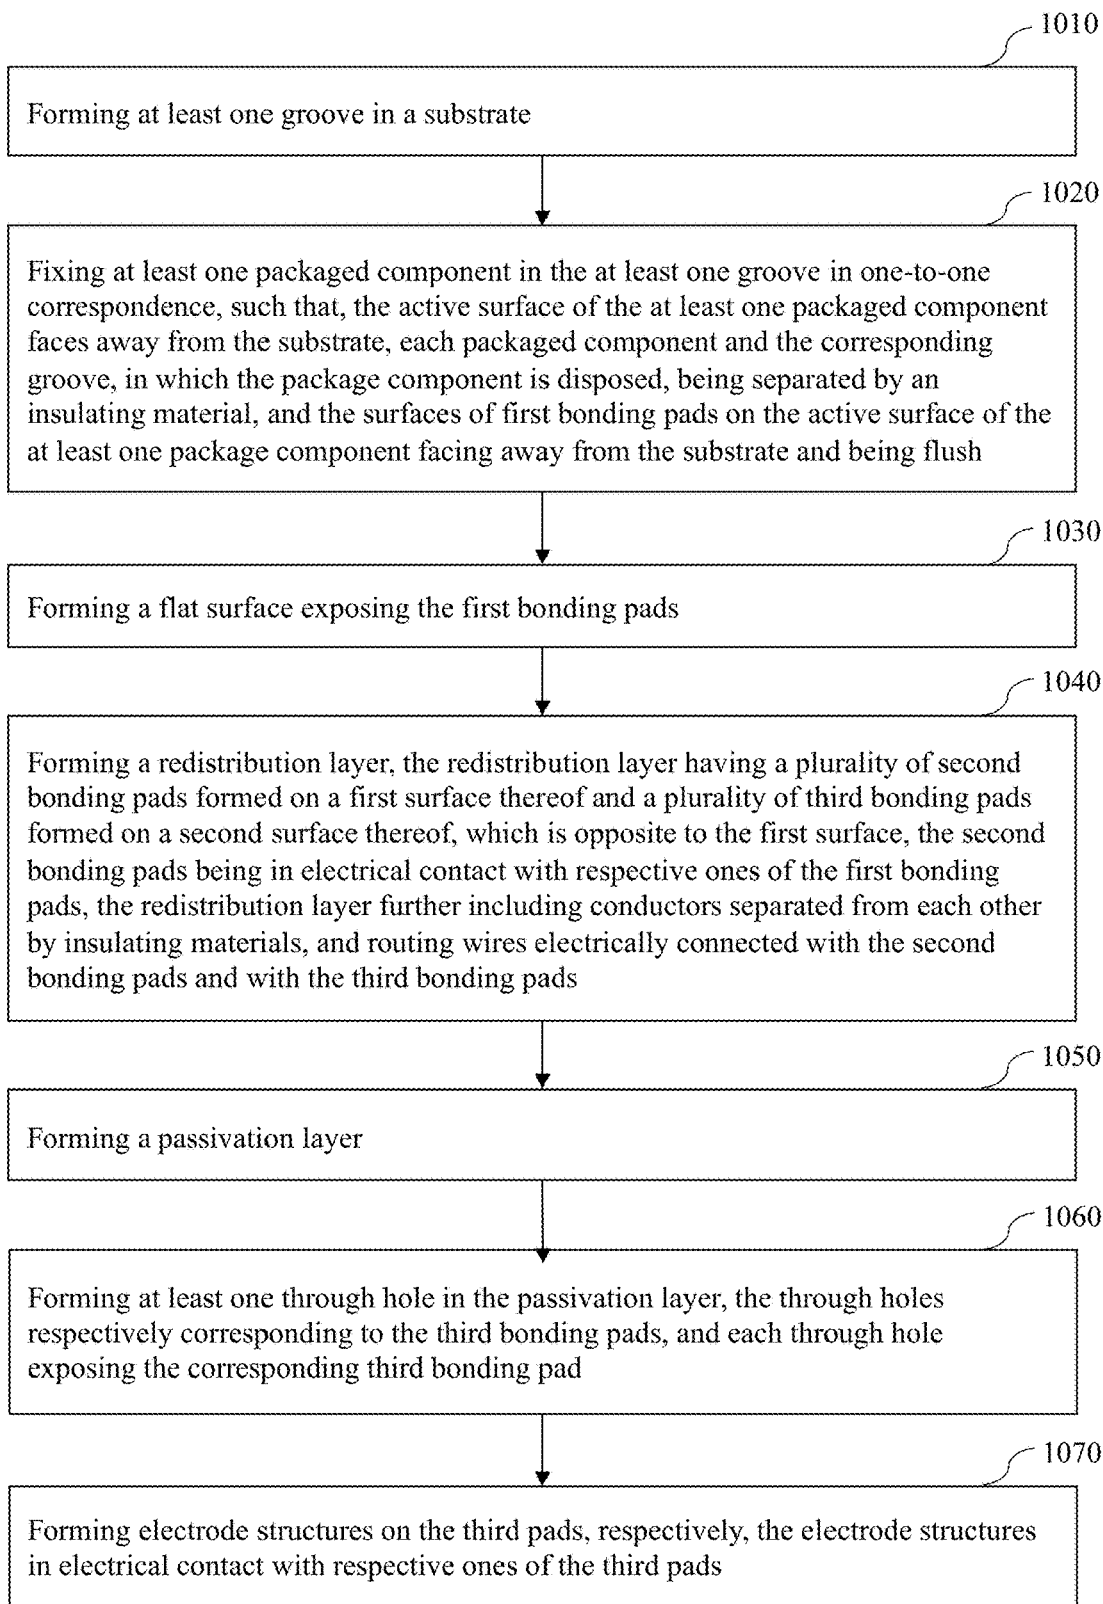 1010
Forming at least one groove in a substrate
1020
Fixing at least one packaged component in the at least one groove in one-to-one
correspondence, such that, the active surface of the at least one packaged component
faces away from the substrate, each packaged component and the corresponding
groove, in which the package component is disposed, being separated by an
insulating material, and the surfaces of first bonding pads on the active surface of the
at least one package component facing away from the substrate and being flush
1030
Forming a flat surface exposing the first bonding pads
1040
Forming a redistribution layer, the redistribution layer having a plurality of second
bonding pads formed on a first surface thereof and a plurality of third bonding pads
formed on a second surface thereof, which is opposite to the first surface, the second
bonding pads being in electrical contact with respective ones of the first bonding
pads, the redistribution layer further including conductors separated from each other
by insulating materials, and routing wires electrically connected with the second
bonding pads and with the third bonding pads
1050
Forming a passivation layer
1060
Forming at least one through hole in the passivation layer, the through holes
respectively corresponding to the third bonding pads, and each through hole
exposing the corresponding third bonding pad
1070
Forming electrode structures on the third pads, respectively, the electrode structures
in electrical contact with respective ones of the third pads